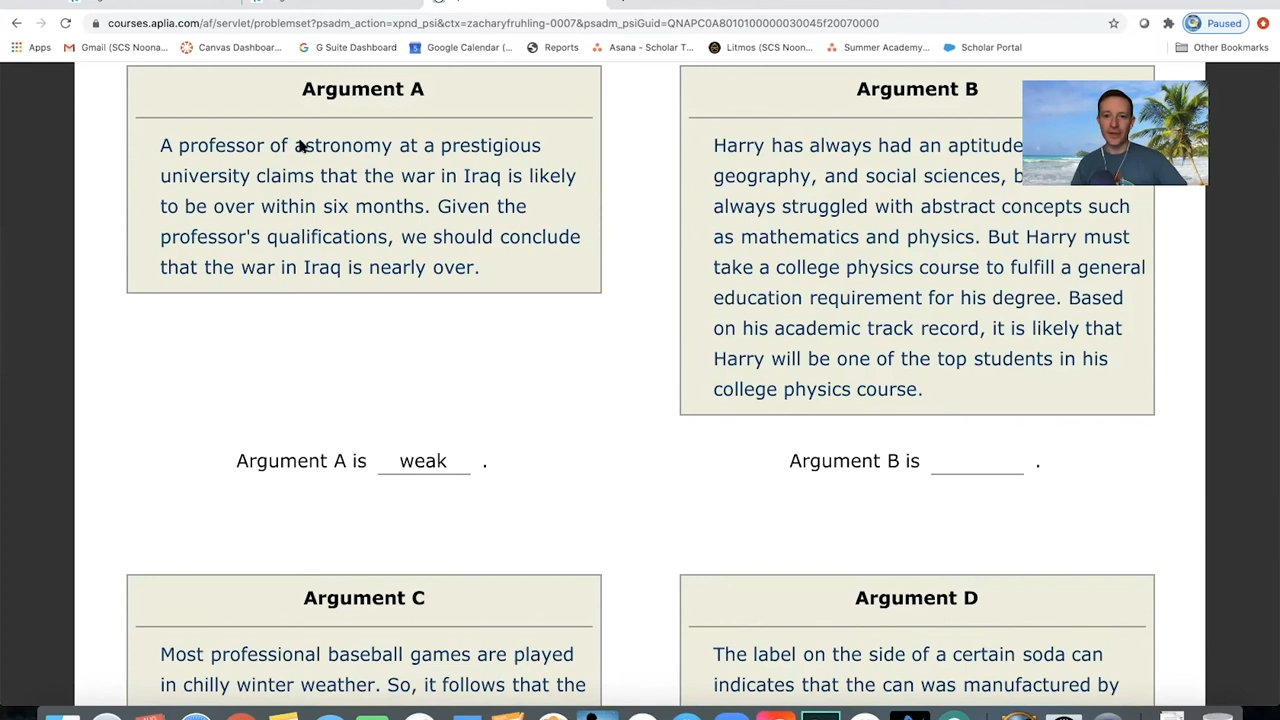 courses.aplia.com/af/servlet/problemset?psadm_action=xpnd_psi&ctx=zacharyfruhling-0007&psadm_psiGuid=QNAPC0A8010100000030045f20070000
Paused
Apps
Gmail (SCS Noona...
Canvas Dashboar...
G Suite Dashboard
Google Calendar (...
Reports
Asana - Scholar T...
Litmos (SCS Noon...
Summer Academy...
Scholar Portal
Other Bookmarks
Argument A
A professor of astronomy at a prestigious
university claims that the war in Iraq is likely
to be over within six months. Given the
professor's qualifications, we should conclude
that the war in Iraq is nearly over.
Argument A is weak .
Argument B
Harry has always had an aptitude
geography, and social sciences,
always struggled with abstract concepts such
as mathematics and physics. But Harry must
take a college physics course to fulfill a general
education requirement for his degree. Based
on his academic track record, it is likely that
Harry will be one of the top students in his
college physics course.
Argument B is .
Argument C
Most professional baseball games are played
in chilly winter weather. So, it follows that the
Argument D
The label on the side of a certain soda can
indicates that the can was manufactured by